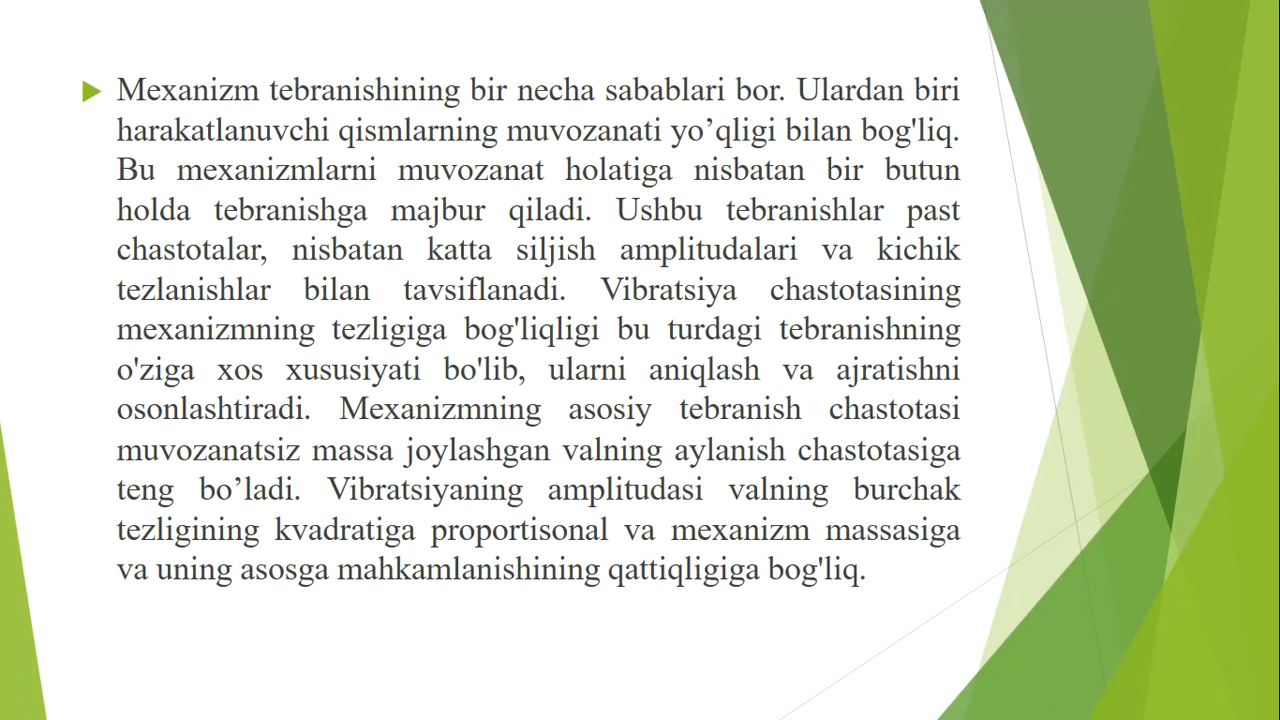 Mexanizm tebranishining bir necha sabablari bor. Ulardan biri
harakatlanuvchi qismlarning muvozanati yo’qligi bilan bog'liq.
Bu mexanizmlarni muvozanat holatiga nisbatan bir butun
holda tebranishga majbur qiladi. Ushbu tebranishlar past
chastotalar, nisbatan katta siljish amplitudalari va kichik
tezlanishlar bilan tavsiflanadi. Vibratsiya chastotasining
mexanizmning tezligiga bog'liqligi bu turdagi tebranishning
o'ziga xos xususiyati bo'lib, ularni aniqlash va ajratishni
osonlashtiradi. Mexanizmning asosiy tebranish chastotasi
muvozanatsiz massa joylashgan valning aylanish chastotasiga
teng bo’ladi. Vibratsiyaning amplitudasi valning burchak
tezligining kvadratiga proportisonal va mexanizm massasiga
va uning asosga mahkamlanishining qattiqligiga bog'liq.